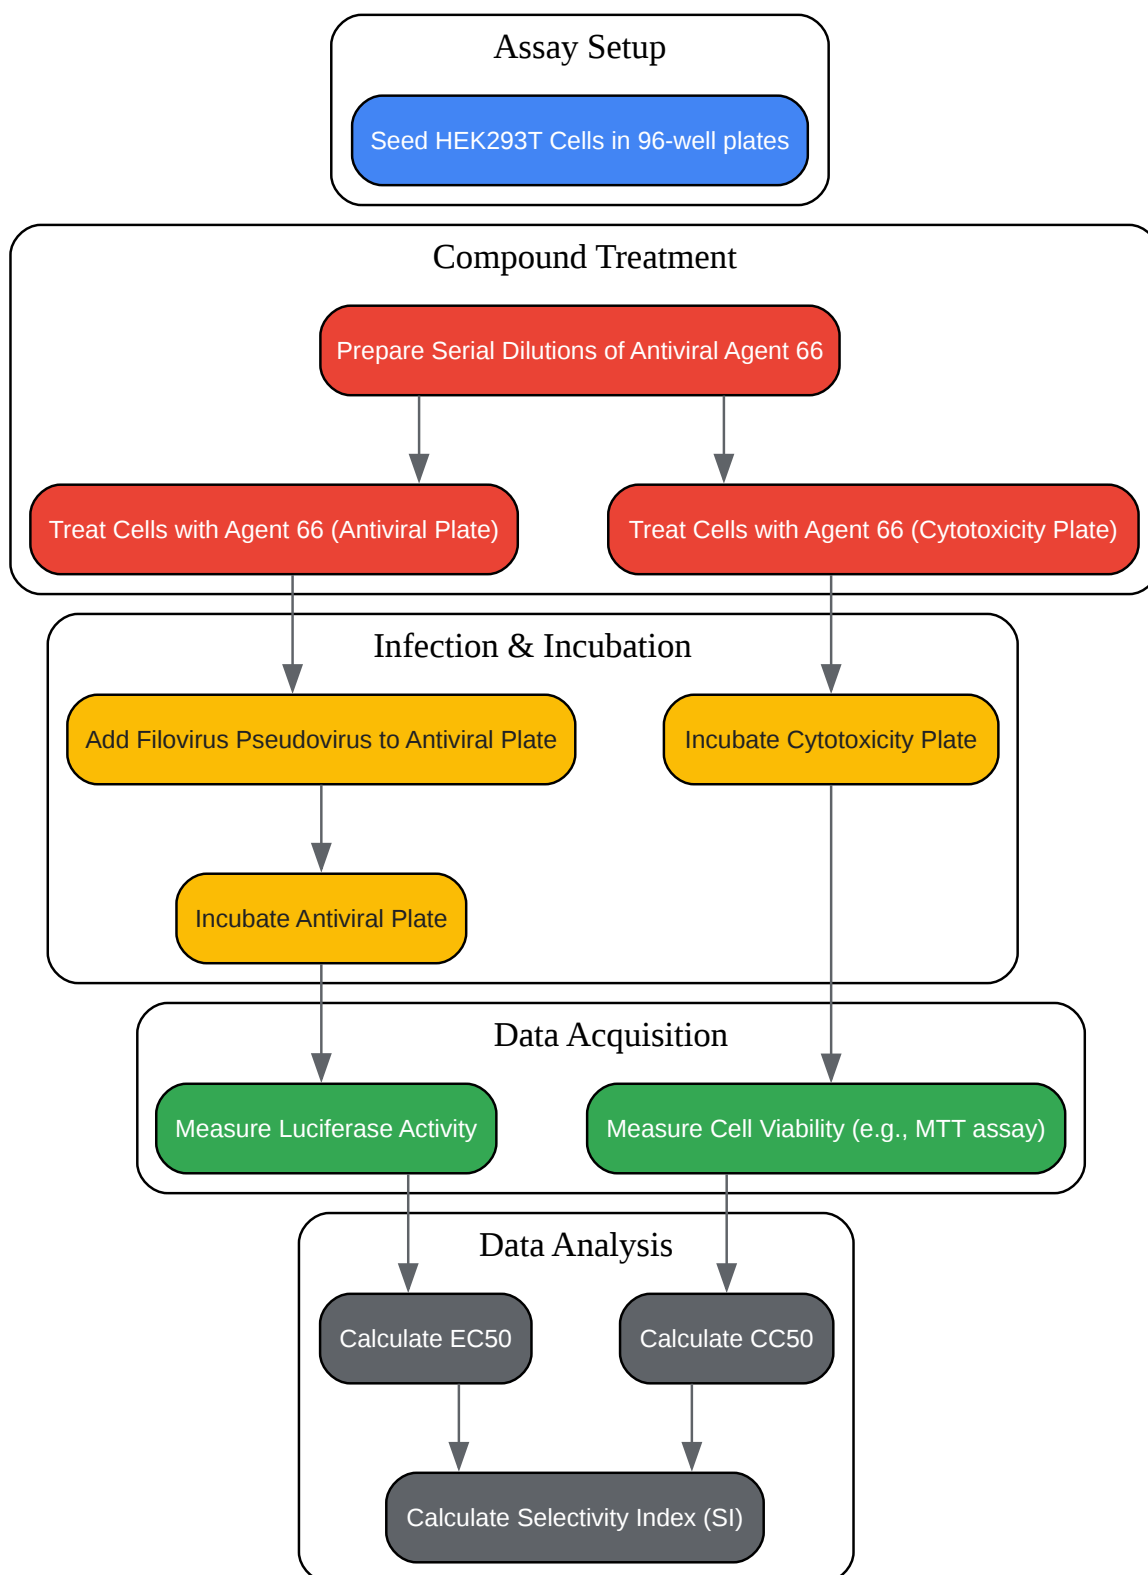 Assay Setup
Seed HEK293T Cells in 96-well plates
Compound Treatment
Prepare Serial Dilutions of Antiviral Agent 66
Treat Cells with Agent 66 (Antiviral Plate)
Treat Cells with Agent 66 (Cytotoxicity Plate)
Infection & Incubation
Add Filovirus Pseudovirus to Antiviral Plate
Incubate Cytotoxicity Plate
Incubate Antiviral Plate
Data Acquisition
Measure Luciferase Activity
Measure Cell Viability (e.g., MTT assay)
Data Analysis
Calculate EC50
Calculate CC50
Calculate Selectivity Index (SI)